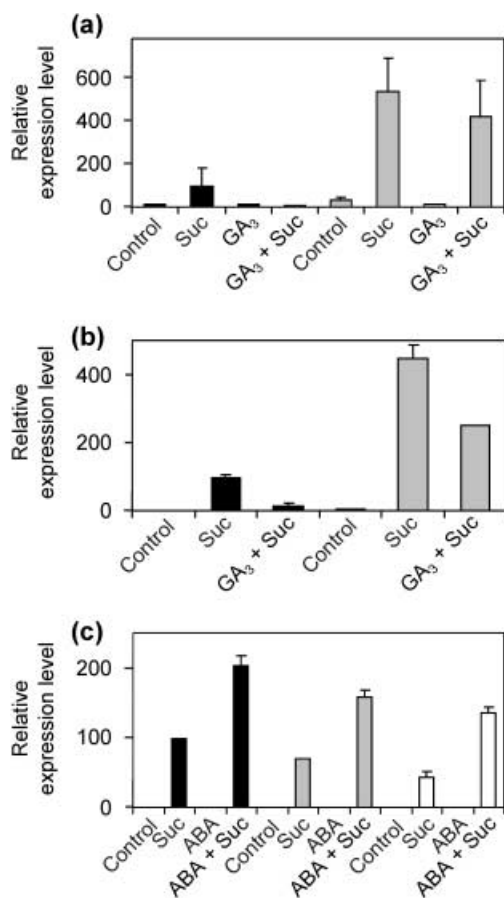 (a)
Relative
expression level
600
400
200
0
Control
Suc
GA₃
GA₃ + Suc
Control
Suc
GA₃
GA₃ + Suc
(b)
Relative
expression level
400
200
0
Control
Suc
GA₃ + Suc
Control
Suc
GA₃ + Suc
(c)
Relative
expression level
200
100
0
Control
Suc
ABA
ABA + Suc
Control
Suc
ABA
ABA + Suc
Control
Suc
ABA
ABA + Suc